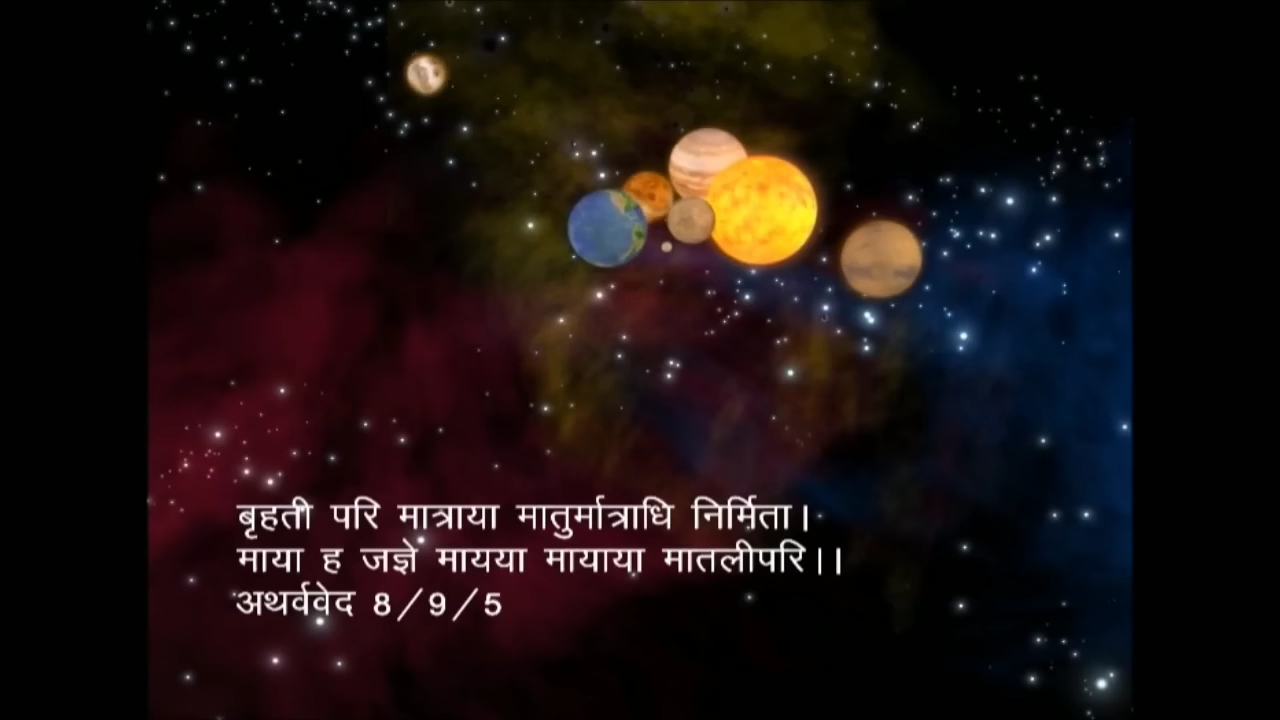 बृहती परि मात्राया मातुर्मात्राधि निर्मिता।
माया ह जज्ञे मायया मायाया मातलीपरि।।
अथर्ववेद 8/9/5